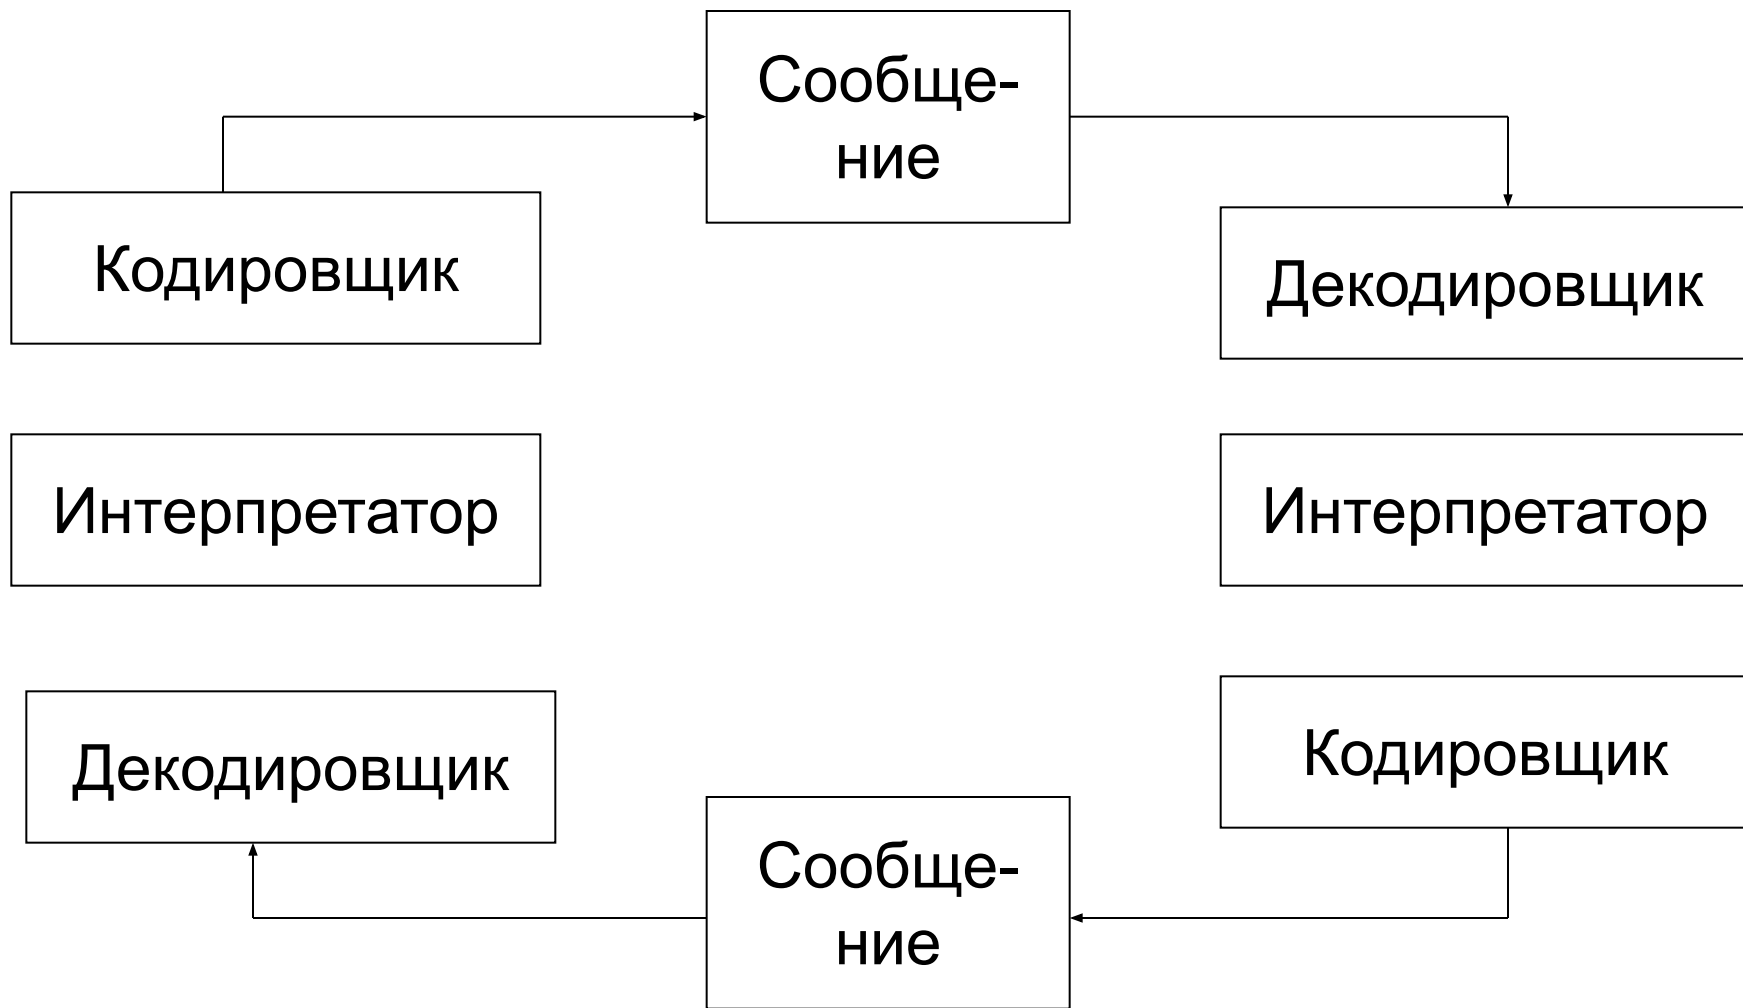 Сообще-
ние
Кодировщик
Декодировщик
Интерпретатор
Интерпретатор
Декодировщик
Кодировщик
Сообще-
ние